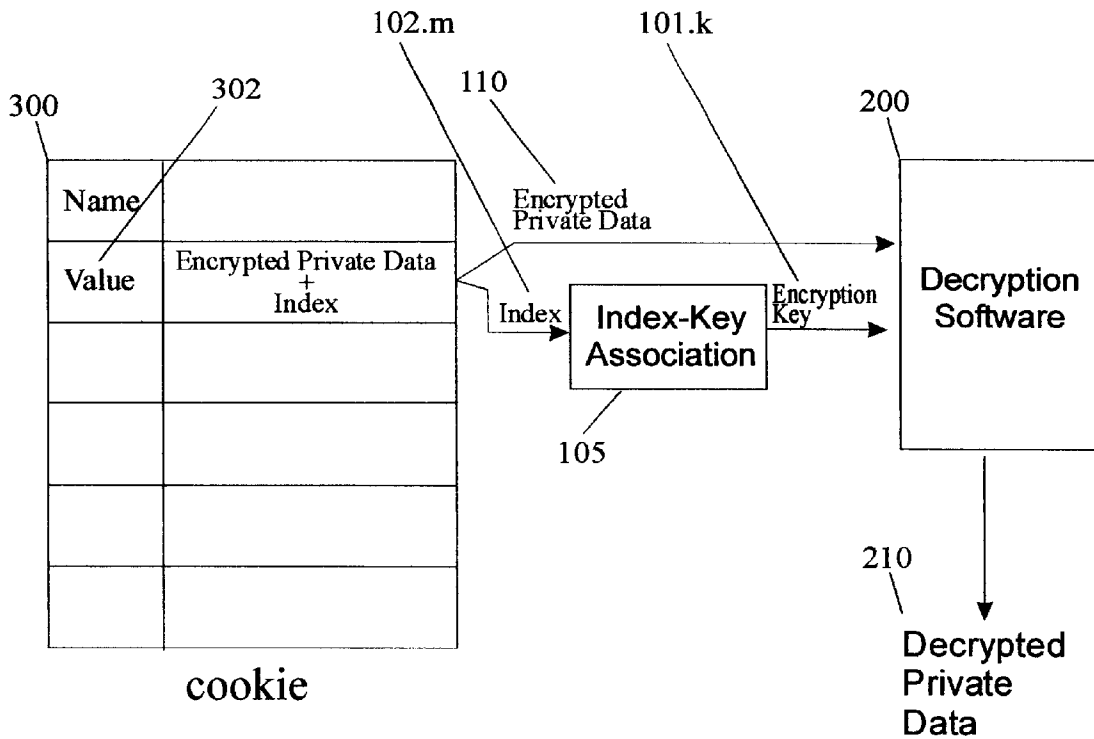 102.m
101.k
110
302
300
200
Name
Encrypted
Private Data
Value
Encrypted Private Data
+
Index
Index
Index-Key
Association
Encryption
Key
Decryption
Software
105
210
Decrypted
Private
Data
cookie